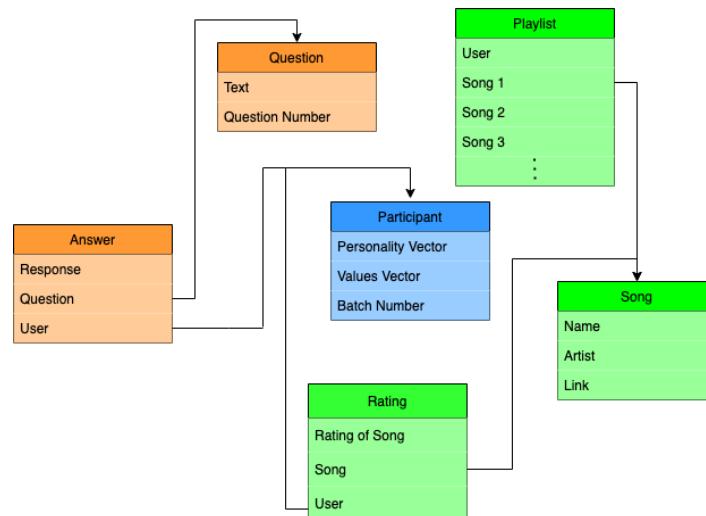 Playlist
User
Song 1
Song 2
Song 3
Question
Text
Question Number
Participant
Personality Vector
Values Vector
Batch Number
Answer
Response
Question
User
Song
Name
Artist
Link
Rating
Rating of Song
Song
User